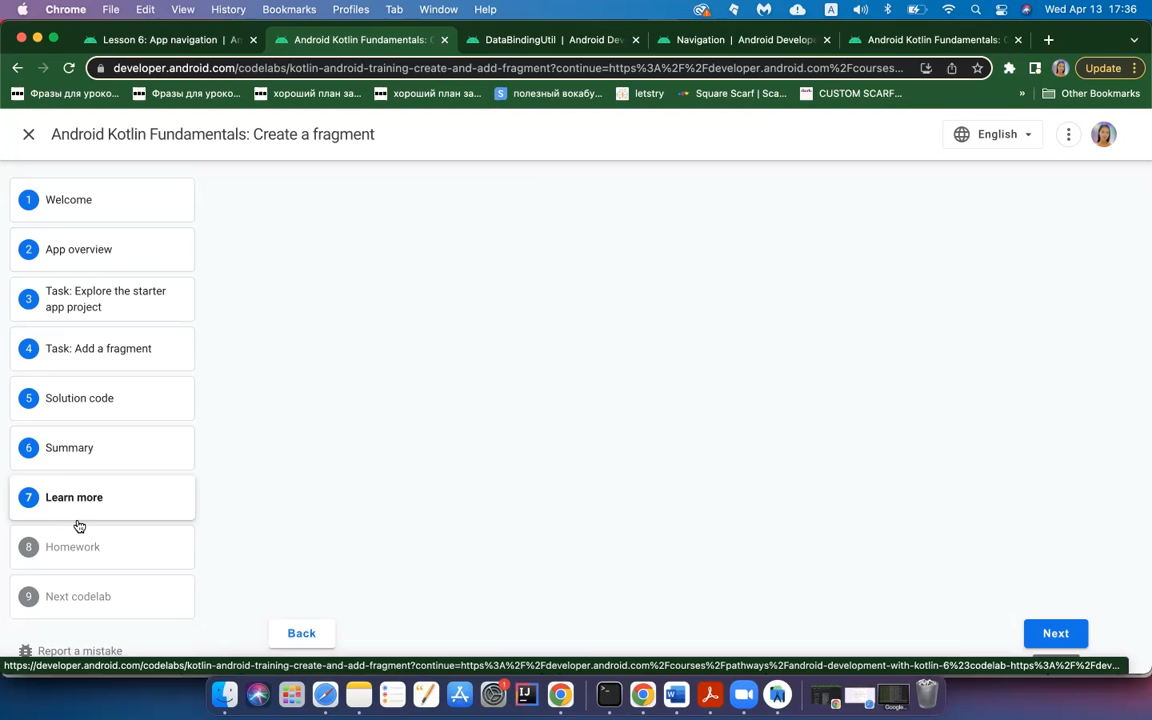 Chrome File Edit View History Bookmarks Profiles Tab Window Help A Wed Apr 13 17:36
Lesson 6: App navigation | An
Android Kotlin Fundamentals: C
DataBindingUtil | Android Dev
Navigation | Android Develope
Android Kotlin Fundamentals: C
developer.android.com/codelabs/kotlin-android-training-create-and-add-fragment?continue=https%3A%2F%2Fdeveloper.android.com%2Fcourses...
Update
Фразы для уроко...
Фразы для уроко...
хороший план за...
хороший план за...
S полезный вокабу...
letstry
Square Scarf | Sca...
CUSTOM SCARF...
»
Other Bookmarks
Android Kotlin Fundamentals: Create a fragment
English
1 Welcome
2 App overview
3 Task: Explore the starter
app project
4 Task: Add a fragment
5 Solution code
6 Summary
7 Learn more
8 Homework
9 Next codelab
Back
Next
Report a mistake
https://developer.android.com/codelabs/kotlin-android-training-create-and-add-fragment?continue=https%3A%2F%2Fdeveloper.android.com%2Fcourses%2Fpathways%2Fandroid-development-with-kotlin-6%23codelab-https%3A%2F%2Fdev...
1